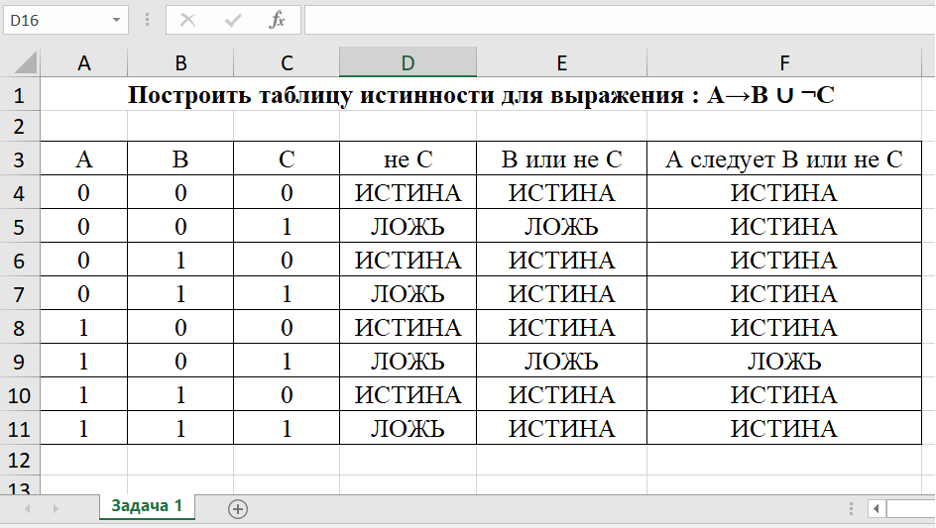 D16 fx
A B C D E F
1 Построить таблицу истинности для выражения : A→B ∪ ¬C
2
3 A B C не C B или не C A следует B или не C
4 0 0 0 ИСТИНА ИСТИНА ИСТИНА
5 0 0 1 ЛОЖЬ ЛОЖЬ ИСТИНА
6 0 1 0 ИСТИНА ИСТИНА ИСТИНА
7 0 1 1 ЛОЖЬ ИСТИНА ИСТИНА
8 1 0 0 ИСТИНА ИСТИНА ИСТИНА
9 1 0 1 ЛОЖЬ ЛОЖЬ ЛОЖЬ
10 1 1 0 ИСТИНА ИСТИНА ИСТИНА
11 1 1 1 ЛОЖЬ ИСТИНА ИСТИНА
12
13
Задача 1